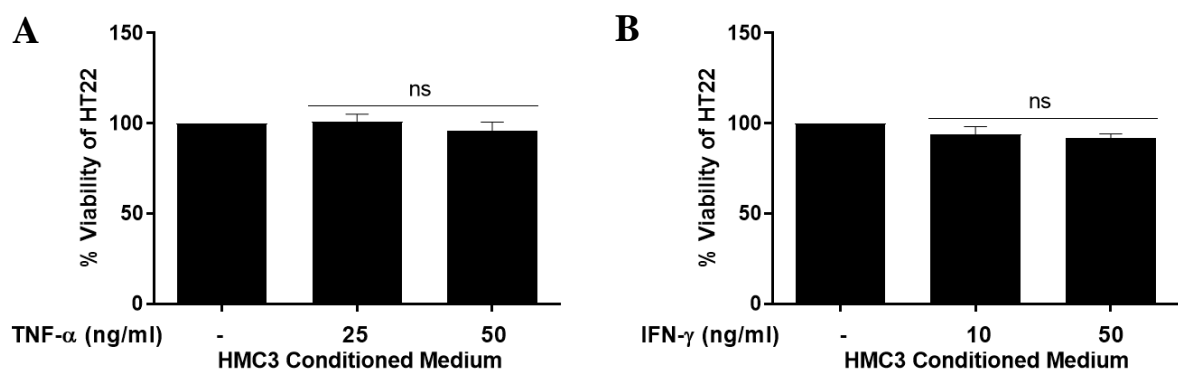 A
% Viability of HT22
150
100
50
0
ns
TNF-α (ng/ml) - 25 50
HMC3 Conditioned Medium
B
% Viability of HT22
150
100
50
0
ns
IFN-γ (ng/ml) - 10 50
HMC3 Conditioned Medium